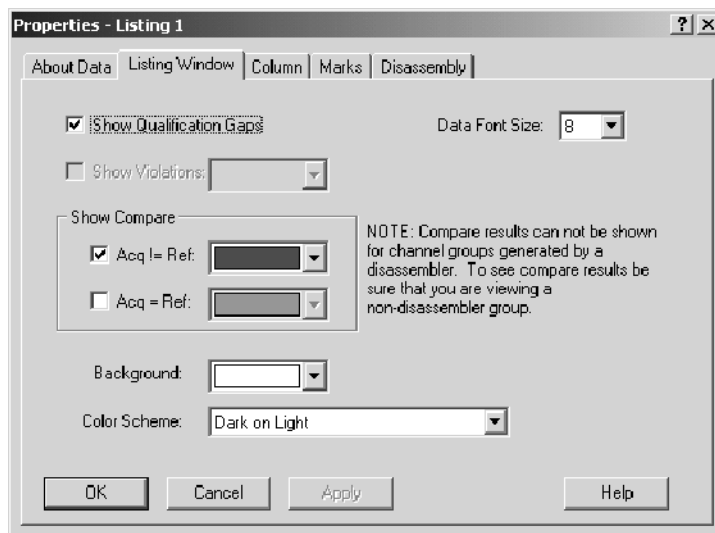 Properties - Listing 1
About Data
Listing Window
Column
Marks
Disassembly
Show Qualification Gaps
Data Font Size:
8
Show Violations:
Show Compare
Acq != Ref:
Acq = Ref:
NOTE: Compare results can not be shown
for channel groups generated by a
disassembler. To see compare results be
sure that you are viewing a
non-disassembler group.
Background:
Color Scheme:
Dark on Light
OK
Cancel
Apply
Help